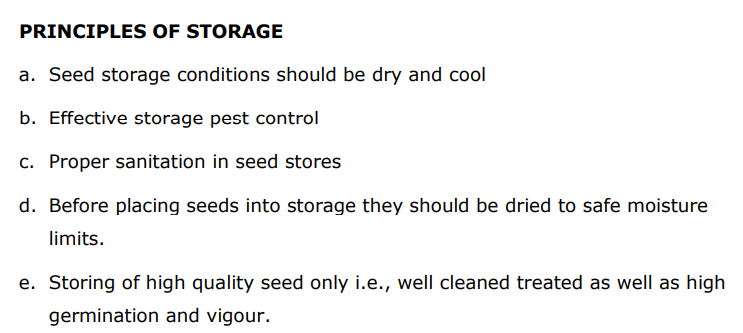 PRINCIPLES OF STORAGE
a. Seed storage conditions should be dry and cool
b. Effective storage pest control
c. Proper sanitation in seed stores
d. Before placing seeds into storage they should be dried to safe moisture
limits.
e. Storing of high quality seed only i.e., well cleaned treated as well as high
germination and vigour.